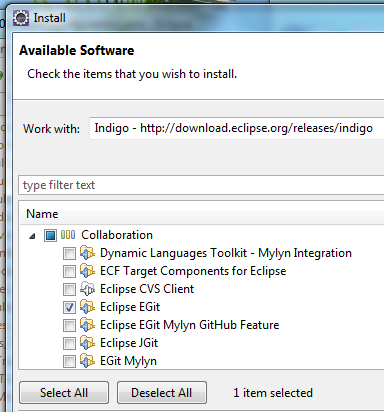 Install
Available Software
Check the items that you wish to install.
Work with: Indigo - http://download.eclipse.org/releases/indigo
type filter text
Name
Collaboration
Dynamic Languages Toolkit - Mylyn Integration
ECF Target Components for Eclipse
Eclipse CVS Client
Eclipse EGit
Eclipse EGit Mylyn GitHub Feature
Eclipse JGit
EGit Mylyn
Select All Deselect All 1 item selected